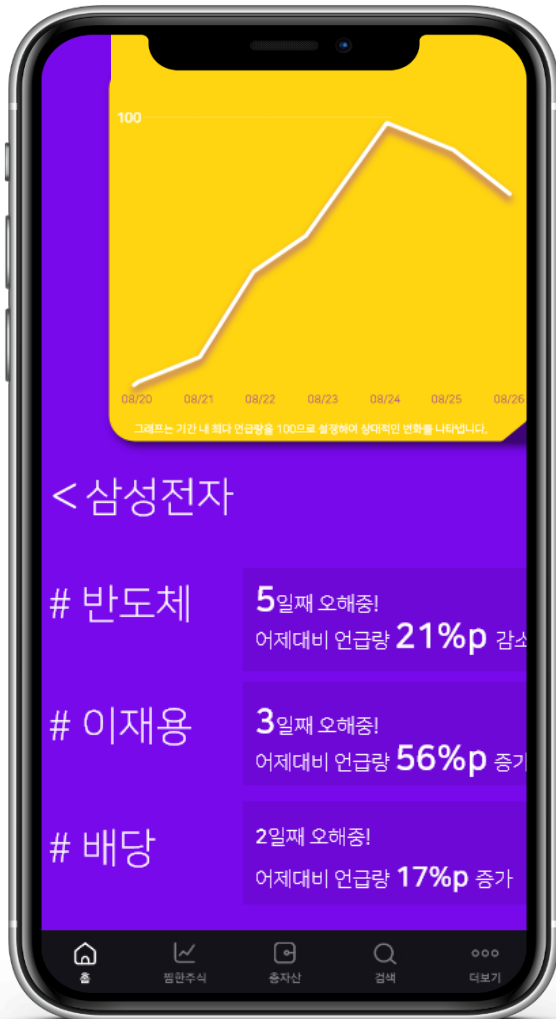 100
08/20 08/21 08/22 08/23 08/24 08/25 08/26
그래프는 기간 내 최다 언급량을 100으로 설정하여 상대적인 변화를 나타냅니다.
< 삼성전자
# 반도체
5일째 오해중!
어제대비 언급량 21%p 감소
# 이재용
3일째 오해중!
어제대비 언급량 56%p 증가
# 배당
2일째 오해중!
어제대비 언급량 17%p 증가
홈 찜한주식 총자산 검색 더보기